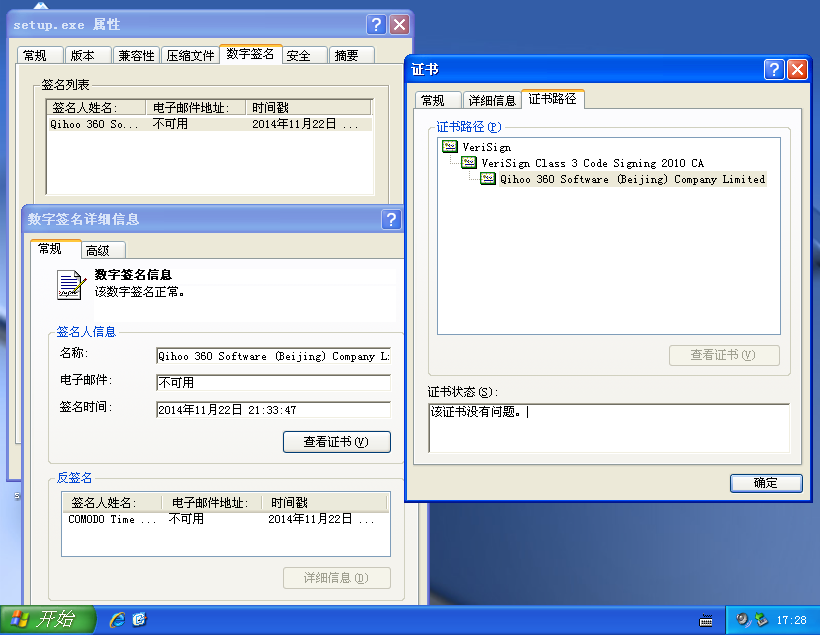 setup.exe 属性
常规 版本 兼容性 压缩文件 数字签名 安全 摘要
签名列表
签名人姓名: 电子邮件地址: 时间戳
Qihoo 360 So... 不可用 2014年11月22日 ...
数字签名详细信息
常规 高级
数字签名信息
该数字签名正常。
签名人信息
名称: Qihoo 360 Software (Beijing) Company Li
电子邮件: 不可用
签名时间: 2014年11月22日 21:33:47
查看证书(V)
反签名
签名人姓名: 电子邮件地址: 时间戳
COMODO Time ... 不可用 2014年11月22日 ...
详细信息(D)
证书
常规 详细信息 证书路径
证书路径(P)
VeriSign
VeriSign Class 3 Code Signing 2010 CA
Qihoo 360 Software (Beijing) Company Limited
查看证书(V)
证书状态(S):
该证书没有问题。
确定
s
开始
17:28